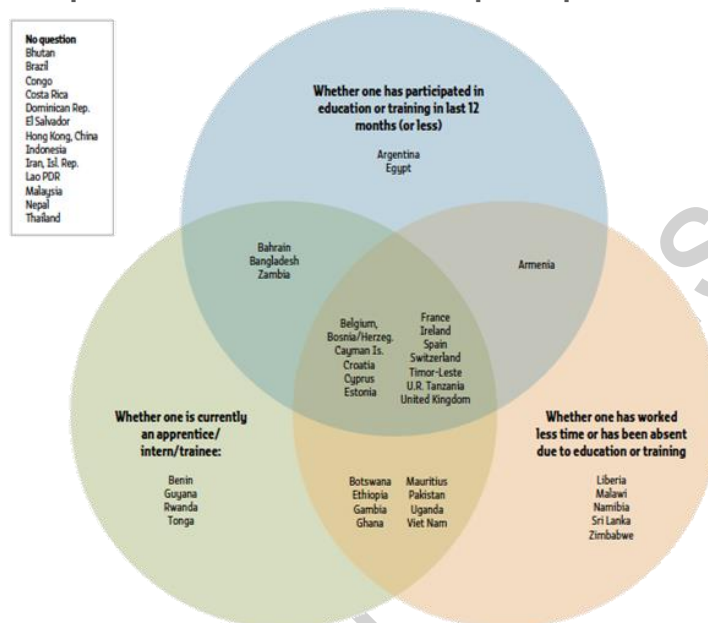 No question
Bhutan
Brazil
Congo
Costa Rica
Dominican Rep.
El Salvador
Hong Kong, China
Indonesia
Iran, Isl. Rep.
Lao PDR
Malaysia
Nepal
Thailand
Whether one has participated in
education or training in last 12
months (or less)
Argentina
Egypt
Bahrain
Bangladesh
Zambia
Armenia
Belgium,
Bosnia/Herzeg.
Cayman Is.
Croatia
Cyprus
Estonia
France
Ireland
Spain
Switzerland
Timor-Leste
U.R. Tanzania
United Kingdom
Whether one is currently
an apprentice/
intern/trainee:
Benin
Guyana
Rwanda
Tonga
Botswana
Ethiopia
Gambia
Ghana
Mauritius
Pakistan
Uganda
Viet Nam
Whether one has worked
less time or has been absent
due to education or training
Liberia
Malawi
Namibia
Sri Lanka
Zimbabwe